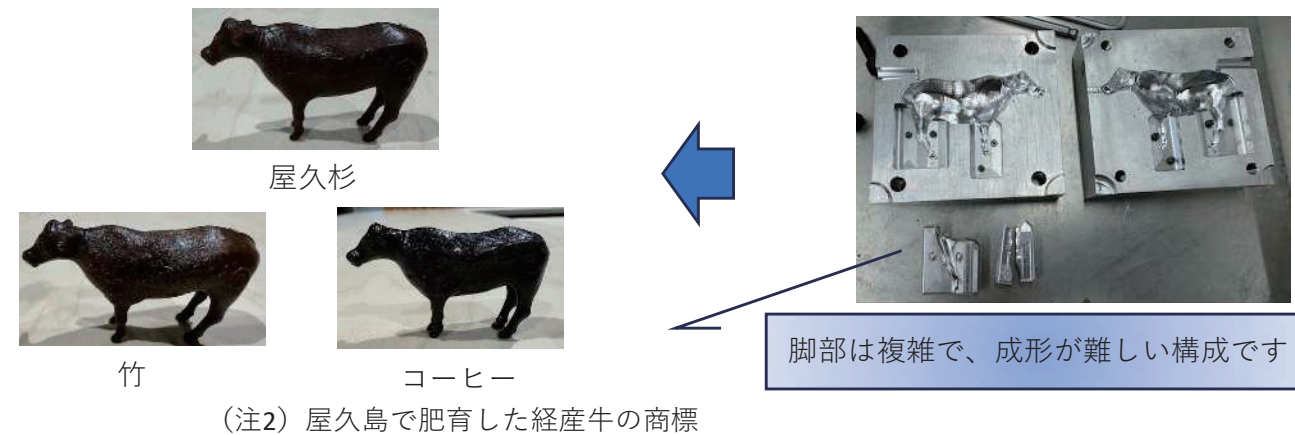 屋久杉
脚部は複雑で、成形が難しい構成です
竹
コーヒー
（注2）屋久島で肥育した経産牛の商標